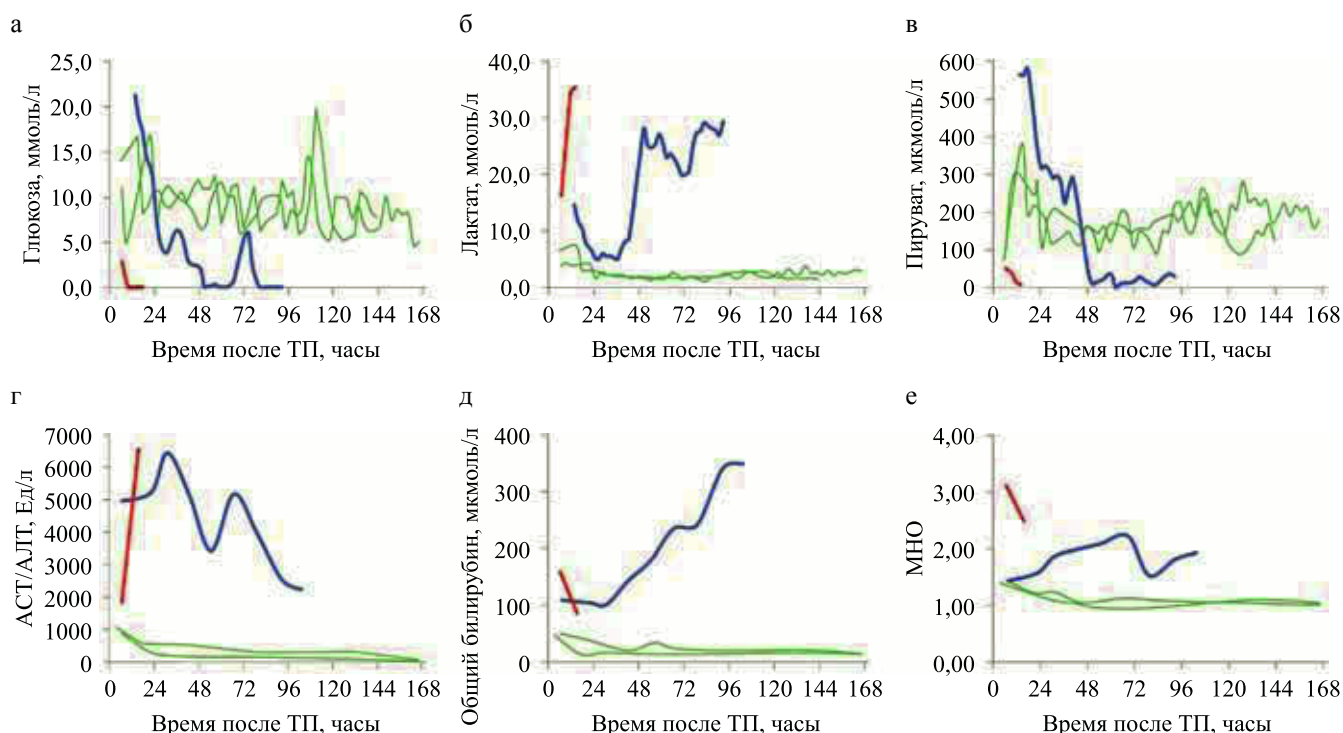 а
Глюкоза, ммоль/л
25,0
20,0
15,0
10,0
5,0
0,0
0 24 48 72 96 120 144 168
Время после ТП, часы
б
Лактат, ммоль/л
40,0
30,0
20,0
10,0
0,0
0 24 48 72 96 120 144 168
Время после ТП, часы
в
Пируват, мкмоль/л
600
500
400
300
200
100
0
0 24 48 72 96 120 144 168
Время после ТП, часы
г
АСТ/АЛТ, Ед/л
7000
6000
5000
4000
3000
2000
1000
0
0 24 48 72 96 120 144 168
Время после ТП, часы
д
Общий билирубин, мкмоль/л
400
300
200
100
0
0 24 48 72 96 120 144 168
Время после ТП, часы
е
МНО
4,00
3,00
2,00
1,00
0,00
0 24 48 72 96 120 144 168
Время после ТП, часы